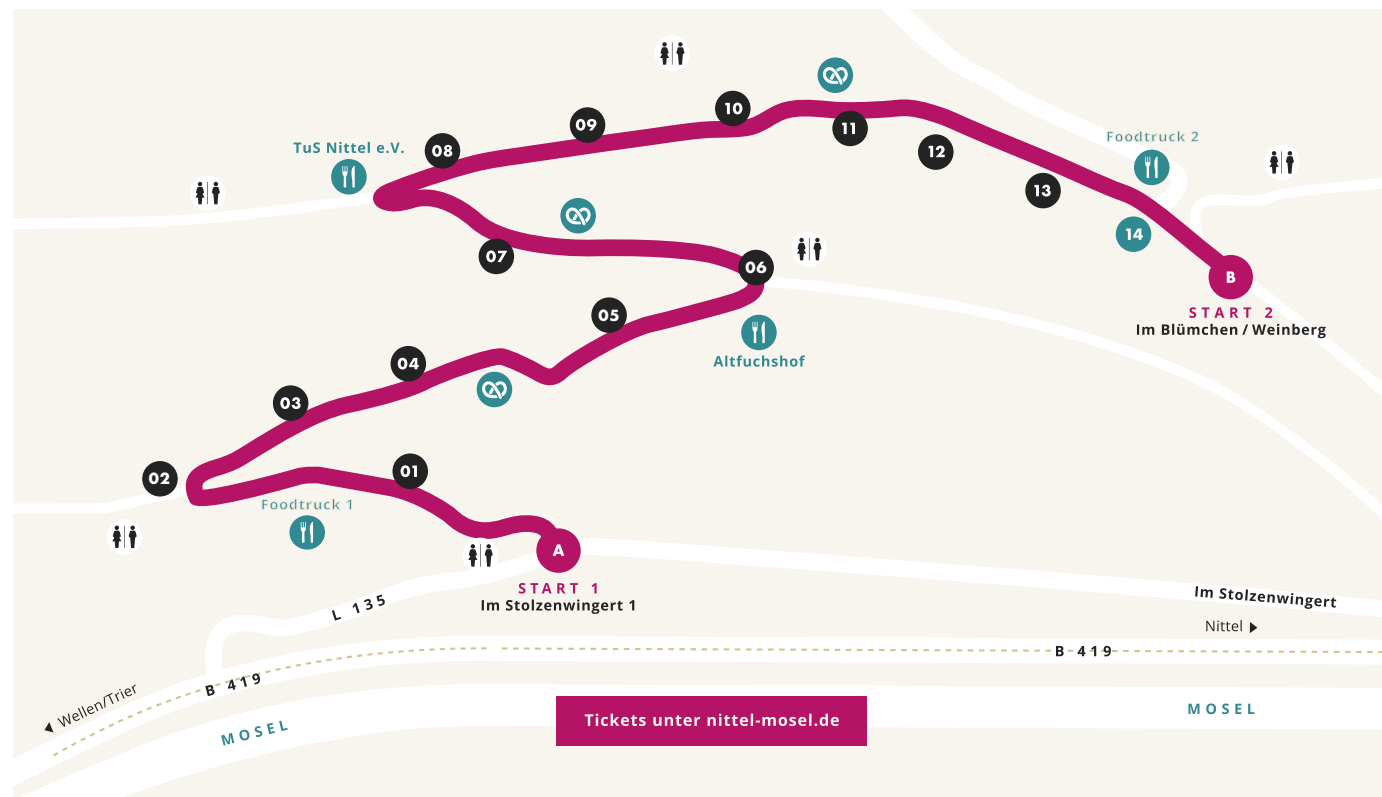 10
09
11
08
12
TuS Nittel e.V.
Foodtruck 2
13
14
07
06
B
START 2
Im Blümchen / Weinberg
05
Altfuchshof
04
03
02
01
Foodtruck 1
A
START 1
Im Stolzenwingert 1
L 135
Im Stolzenwingert
Nittel
B 419
B 419
Wellen/Trier
MOSEL
MOSEL
Tickets unter nittel-mosel.de